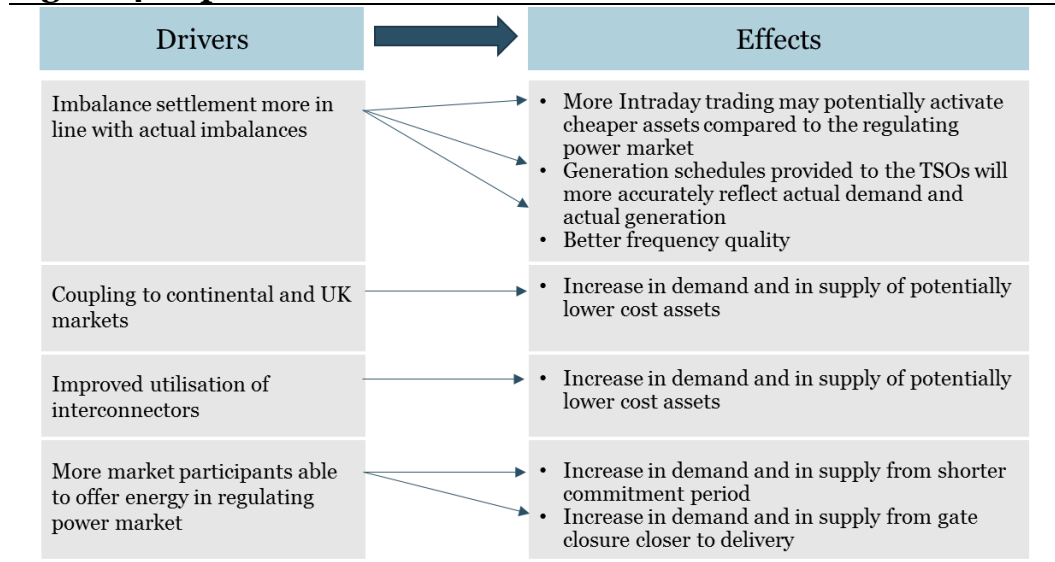 Drivers
Effects
Imbalance settlement more in
line with actual imbalances
• More Intraday trading may potentially activate
cheaper assets compared to the regulating
power market
• Generation schedules provided to the TSOs will
more accurately reflect actual demand and
actual generation
• Better frequency quality
Coupling to continental and UK
markets
• Increase in demand and in supply of potentially
lower cost assets
Improved utilisation of
interconnectors
• Increase in demand and in supply of potentially
lower cost assets
More market participants able
to offer energy in regulating
power market
• Increase in demand and in supply from shorter
commitment period
• Increase in demand and in supply from gate
closure closer to delivery